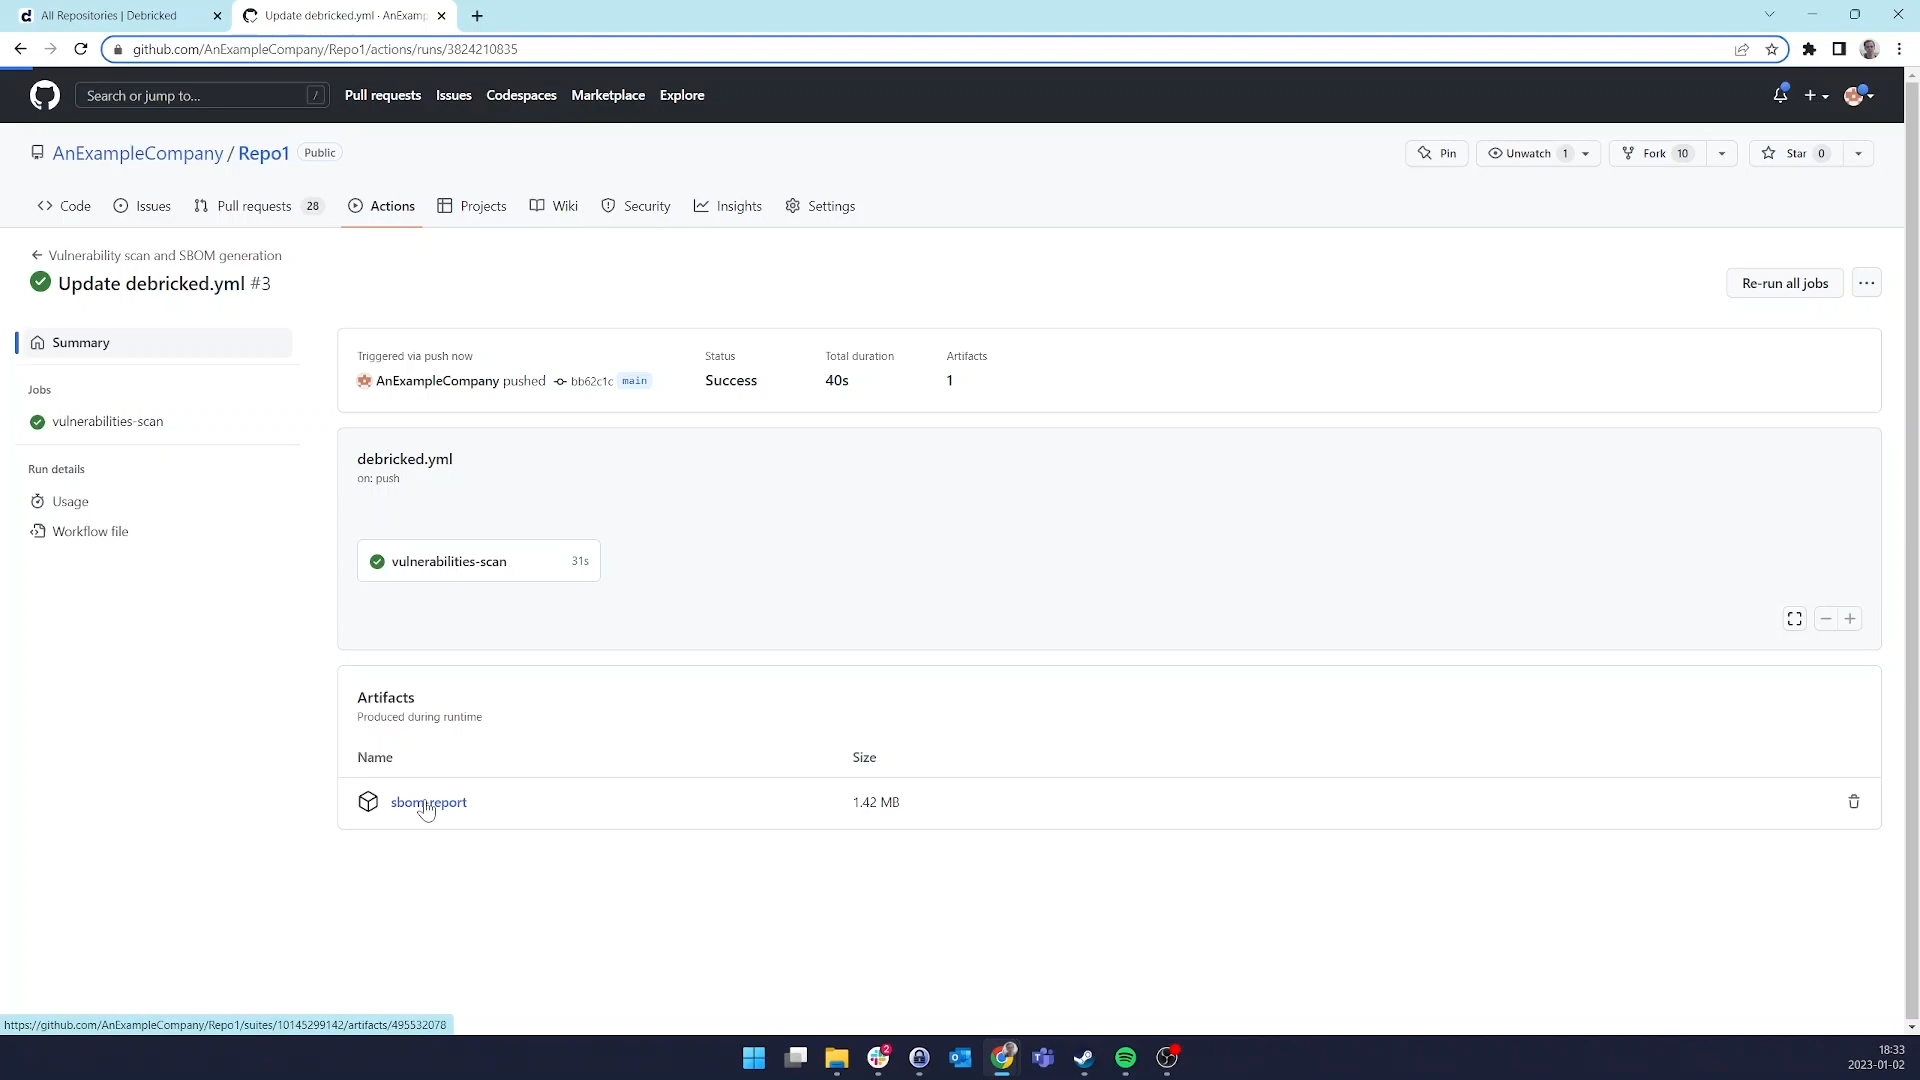 All Repositories | Debricked
Update debricked.yml · AnExamp
github.com/AnExampleCompany/Repo1/actions/runs/3824210835
Search or jump to...
/
Pull requests
Issues
Codespaces
Marketplace
Explore
AnExampleCompany / Repo1
Public
Pin
Unwatch 1
Fork 10
Star 0
Code
Issues
Pull requests 28
Actions
Projects
Wiki
Security
Insights
Settings
Vulnerability scan and SBOM generation
Update debricked.yml #3
Re-run all jobs
Summary
Jobs
vulnerabilities-scan
Run details
Usage
Workflow file
Triggered via push now
AnExampleCompany pushed bb62c1c main
Status
Success
Total duration
40s
Artifacts
1
debricked.yml
on: push
vulnerabilities-scan 31s
Artifacts
Produced during runtime
Name
Size
sbom-report
1.42 MB
https://github.com/AnExampleCompany/Repo1/suites/10145299142/artifacts/495532078
2
18:33
2023-01-02